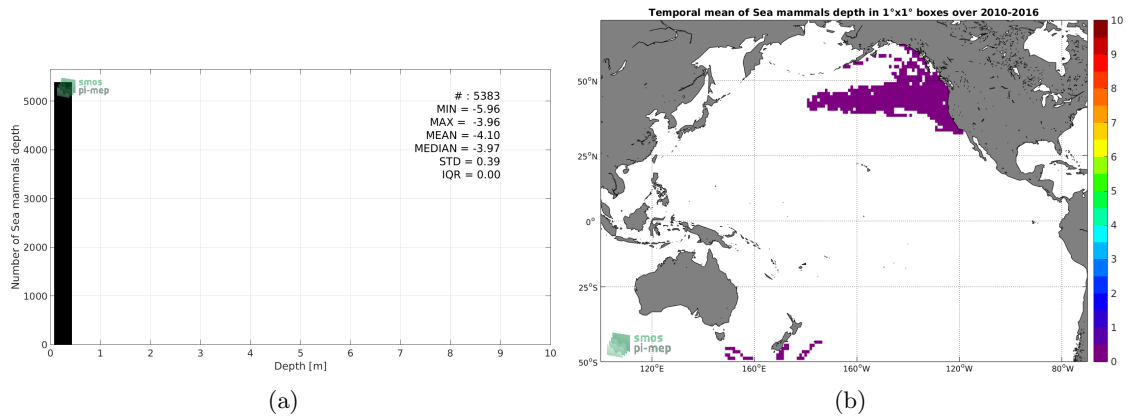 smos
pi-mep
# : 5383
MIN = -5.96
MAX = -3.96
MEAN = -4.10
MEDIAN = -3.97
STD = 0.39
IQR = 0.00
Number of Sea mammals depth
5000
4000
3000
2000
1000
0
0 1 2 3 4 5 6 7 8 9 10
Depth [m]
(a)
Temporal mean of Sea mammals depth in 1°x1° boxes over 2010-2016
50°N
25°N
0°
25°S
50°S
120°E 160°E 160°W 120°W 80°W
smos
pi-mep
10
9
8
7
6
5
4
3
2
1
0
(b)